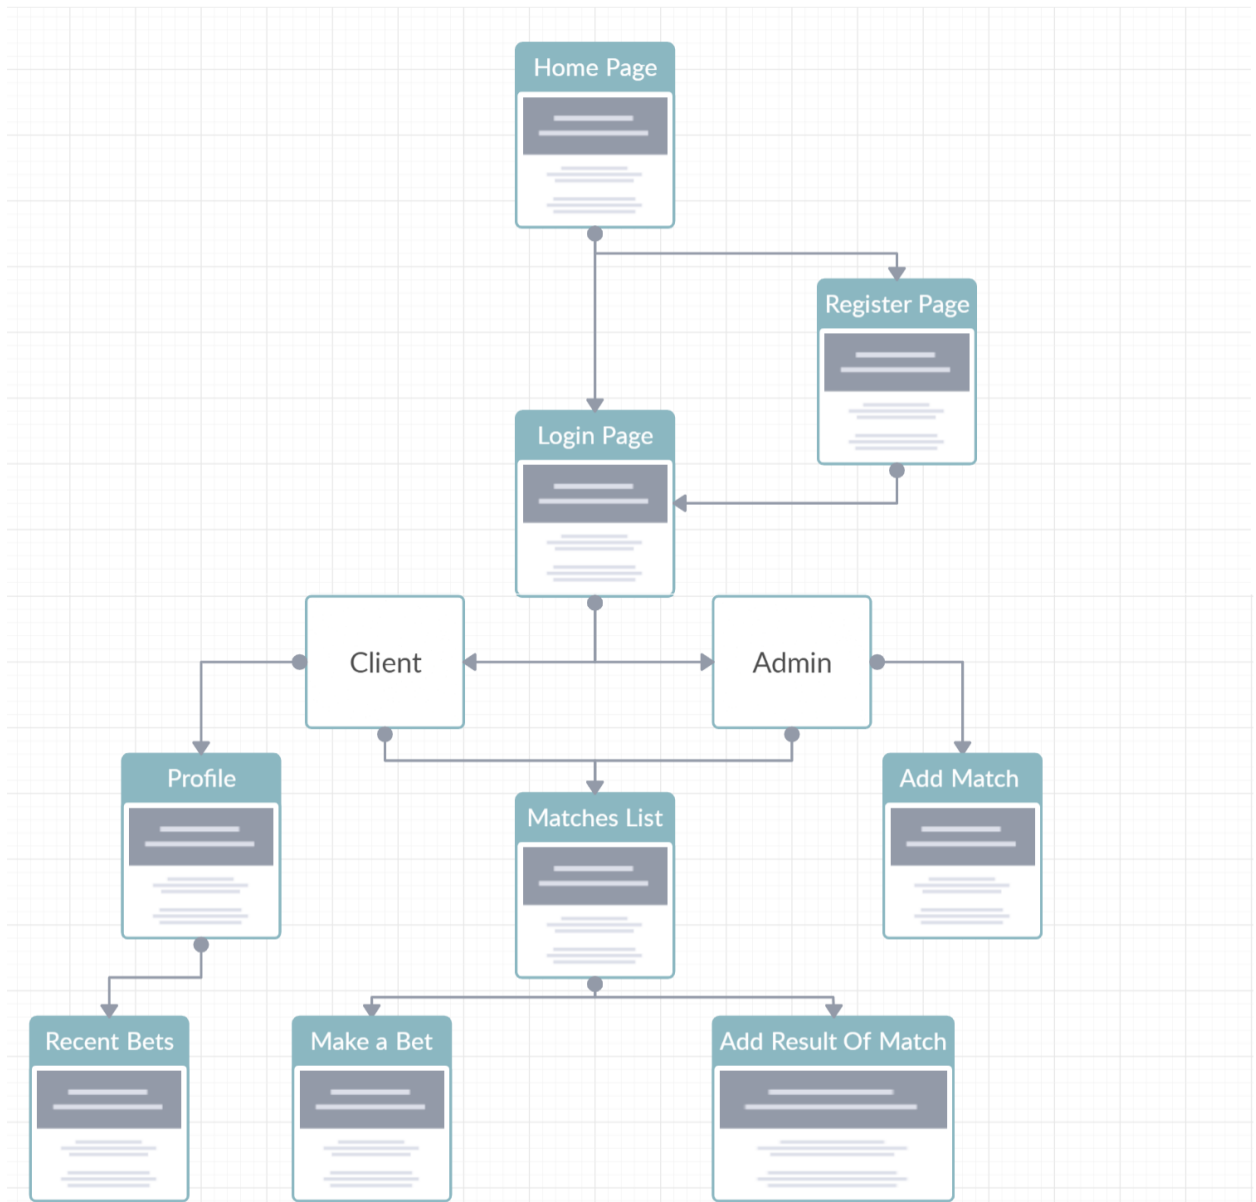 Home Page
Register Page
Login Page
Client
Admin
Profile
Matches List
Add Match
Recent Bets
Make a Bet
Add Result Of Match